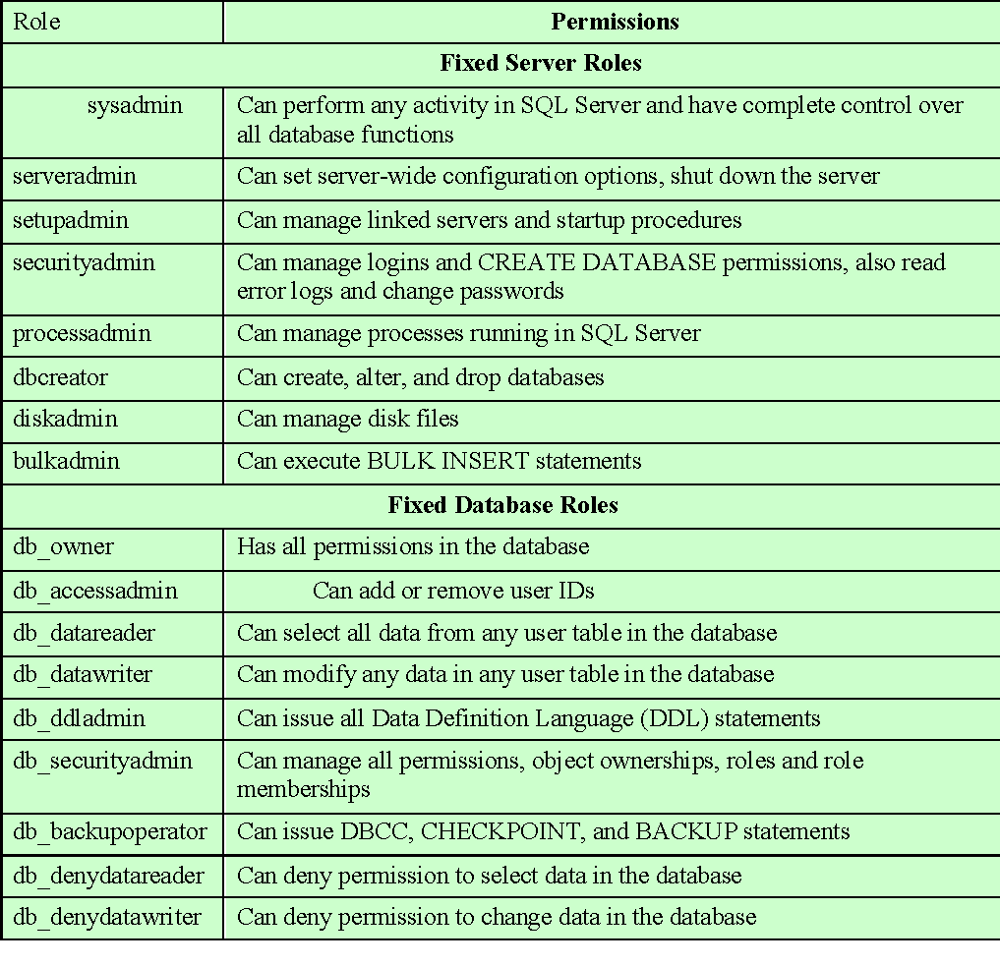 Role Permissions
Fixed Server Roles
sysadmin Can perform any activity in SQL Server and have complete control over
all database functions
serveradmin Can set server-wide configuration options, shut down the server
setupadmin Can manage linked servers and startup procedures
securityadmin Can manage logins and CREATE DATABASE permissions, also read
error logs and change passwords
processadmin Can manage processes running in SQL Server
dbcreator Can create, alter, and drop databases
diskadmin Can manage disk files
bulkadmin Can execute BULK INSERT statements
Fixed Database Roles
db_owner Has all permissions in the database
db_accessadmin Can add or remove user IDs
db_datareader Can select all data from any user table in the database
db_datawriter Can modify any data in any user table in the database
db_ddladmin Can issue all Data Definition Language (DDL) statements
db_securityadmin Can manage all permissions, object ownerships, roles and role
memberships
db_backupoperator Can issue DBCC, CHECKPOINT, and BACKUP statements
db_denydatareader Can deny permission to select data in the database
db_denydatawriter Can deny permission to change data in the database